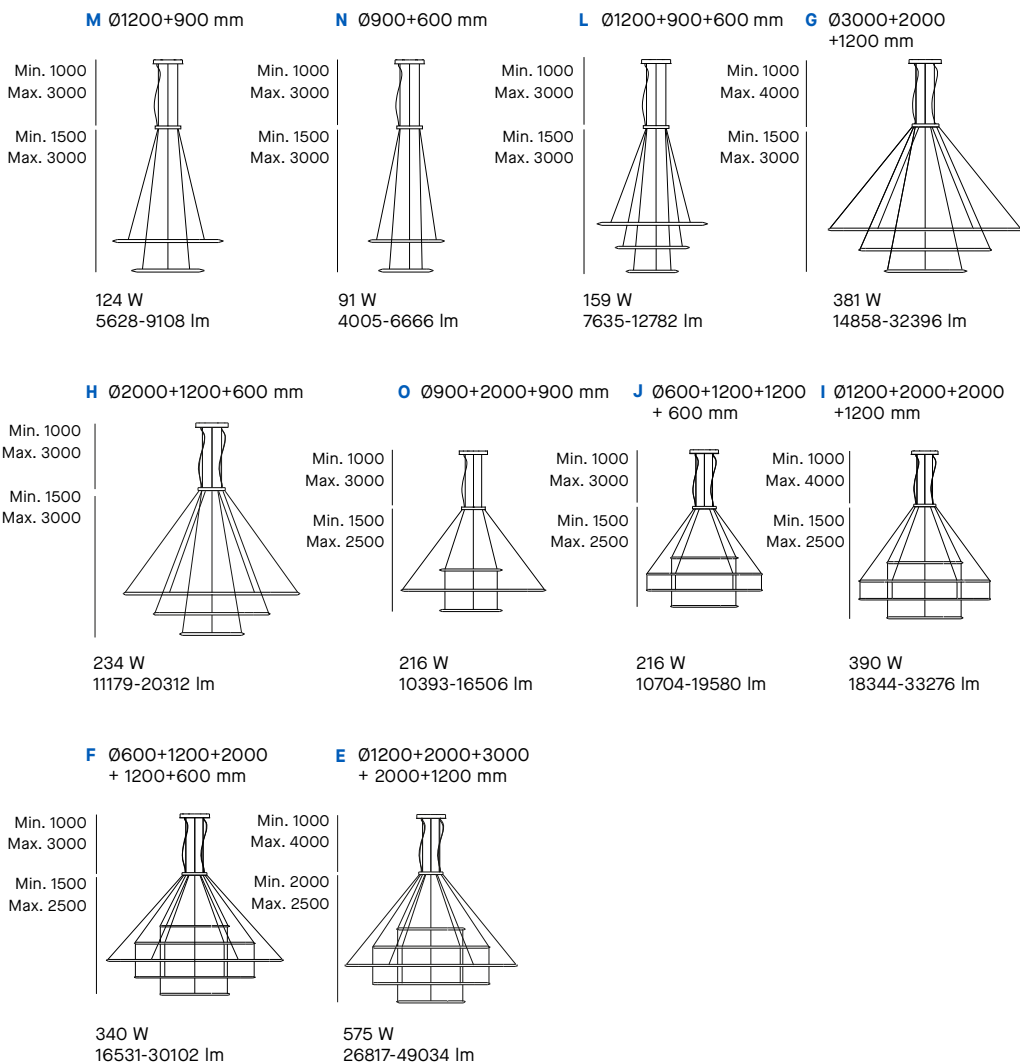 M Ø1200+900 mm
Min. 1000
Max. 3000
Min. 1500
Max. 3000
124 W
5628-9108 lm
N Ø900+600 mm
Min. 1000
Max. 3000
Min. 1500
Max. 3000
91 W
4005-6666 lm
L Ø1200+900+600 mm
Min. 1000
Max. 3000
Min. 1500
Max. 3000
159 W
7635-12782 lm
G Ø3000+2000
+1200 mm
Min. 1000
Max. 4000
Min. 1500
Max. 3000
381 W
14858-32396 lm
H Ø2000+1200+600 mm
Min. 1000
Max. 3000
Min. 1500
Max. 3000
234 W
11179-20312 lm
O Ø900+2000+900 mm
Min. 1000
Max. 3000
Min. 1500
Max. 2500
216 W
10393-16506 lm
J Ø600+1200+1200
+ 600 mm
Min. 1000
Max. 3000
Min. 1500
Max. 2500
216 W
10704-19580 lm
I Ø1200+2000+2000
+1200 mm
Min. 1000
Max. 4000
Min. 1500
Max. 2500
390 W
18344-33276 lm
F Ø600+1200+2000
+ 1200+600 mm
Min. 1000
Max. 3000
Min. 1500
Max. 2500
340 W
16531-30102 lm
E Ø1200+2000+3000
+ 2000+1200 mm
Min. 1000
Max. 4000
Min. 2000
Max. 2500
575 W
26817-49034 lm